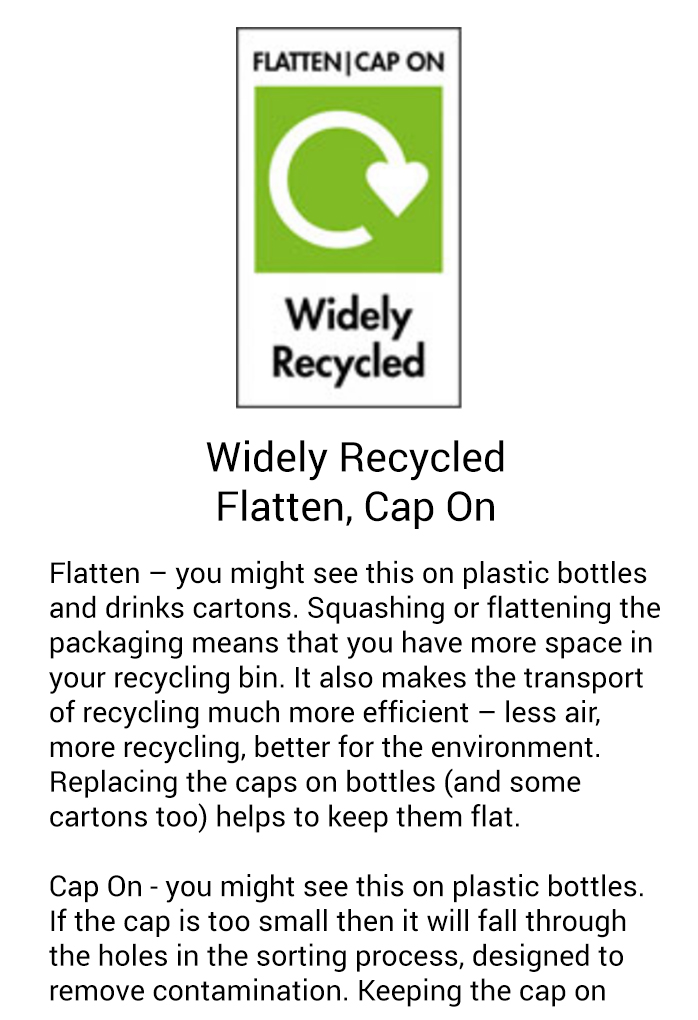 FLATTEN|CAP ON
Widely
Recycled
Widely Recycled
Flatten, Cap On
Flatten – you might see this on plastic bottles
and drinks cartons. Squashing or flattening the
packaging means that you have more space in
your recycling bin. It also makes the transport
of recycling much more efficient – less air,
more recycling, better for the environment.
Replacing the caps on bottles (and some
cartons too) helps to keep them flat.
Cap On - you might see this on plastic bottles.
If the cap is too small then it will fall through
the holes in the sorting process, designed to
remove contamination. Keeping the cap on